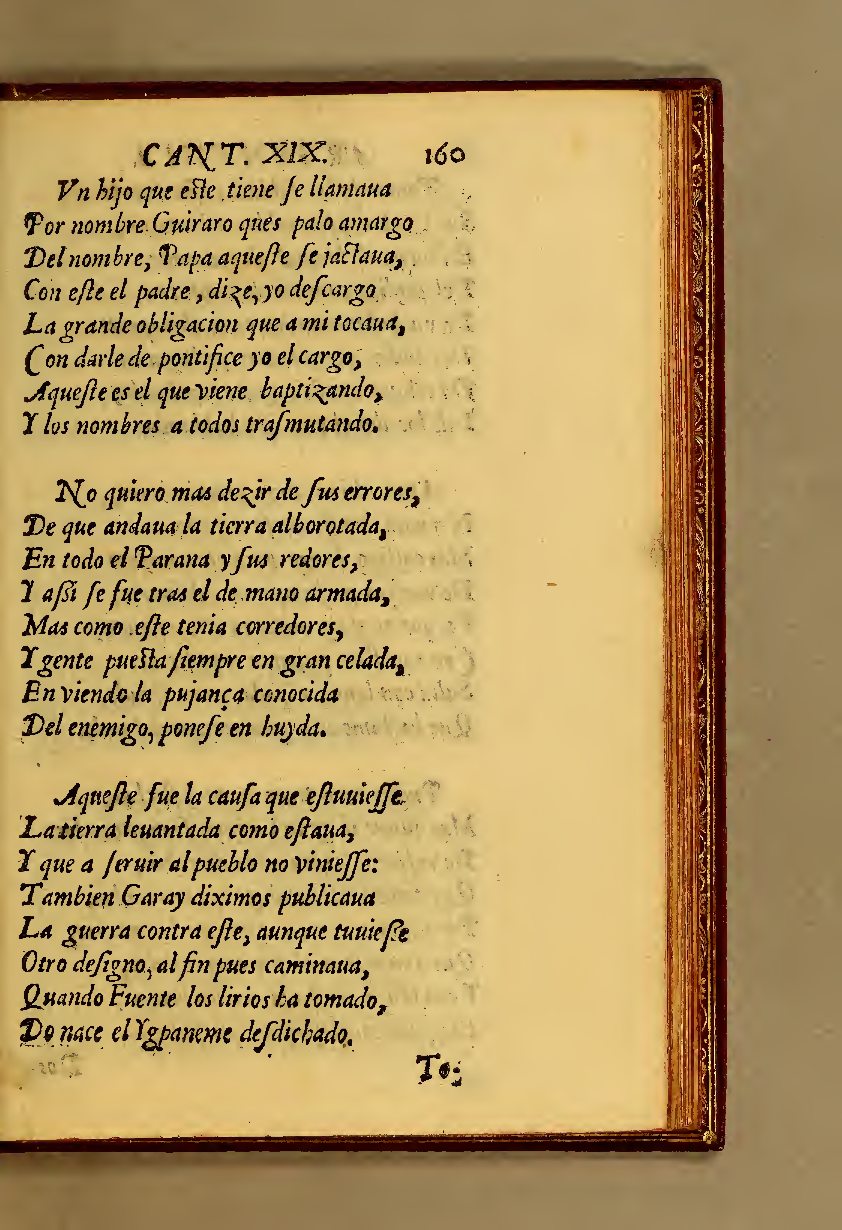 CANT. XIX. 160
Vn hijo que este tiene ſe llamaua
Por nombre Guiraro ques palo amargo
Del nombre, Papa aqueſte ſe jactaua,
Con eſte el padre, dize, yo deſcargo
La grande obligacion que a mi tocaua,
Con darle de pontifice yo el cargo,
Aqueſte es el que viene baptizando,
Y los nombres a todos traſmutando.
No quiero mas dezir de ſus errores,
De que andaua la tierra alborotada,
En todo el Parana y ſus redores,
Y aſsi ſe fue tras el de mano armada,
Mas como eſte tenia corredores,
Y gente puesta ſiempre en gran celada,
En viendo la pujança conocida
Del enemigo, poneſe en huyda.
Aqueſte fue la cauſa que eſtuuieſſe
La tierra leuantada como eſtaua,
Y que a ſeruir al pueblo no vinieſſe:
Tambien Garay diximos publicaua
La guerra contra eſte, aunque tuuieſse
Otro deſigno, al fin pues caminaua,
Quando Fuente los lirios ha tomado,
Do nace el Ygpaneme deſdichado.
To-